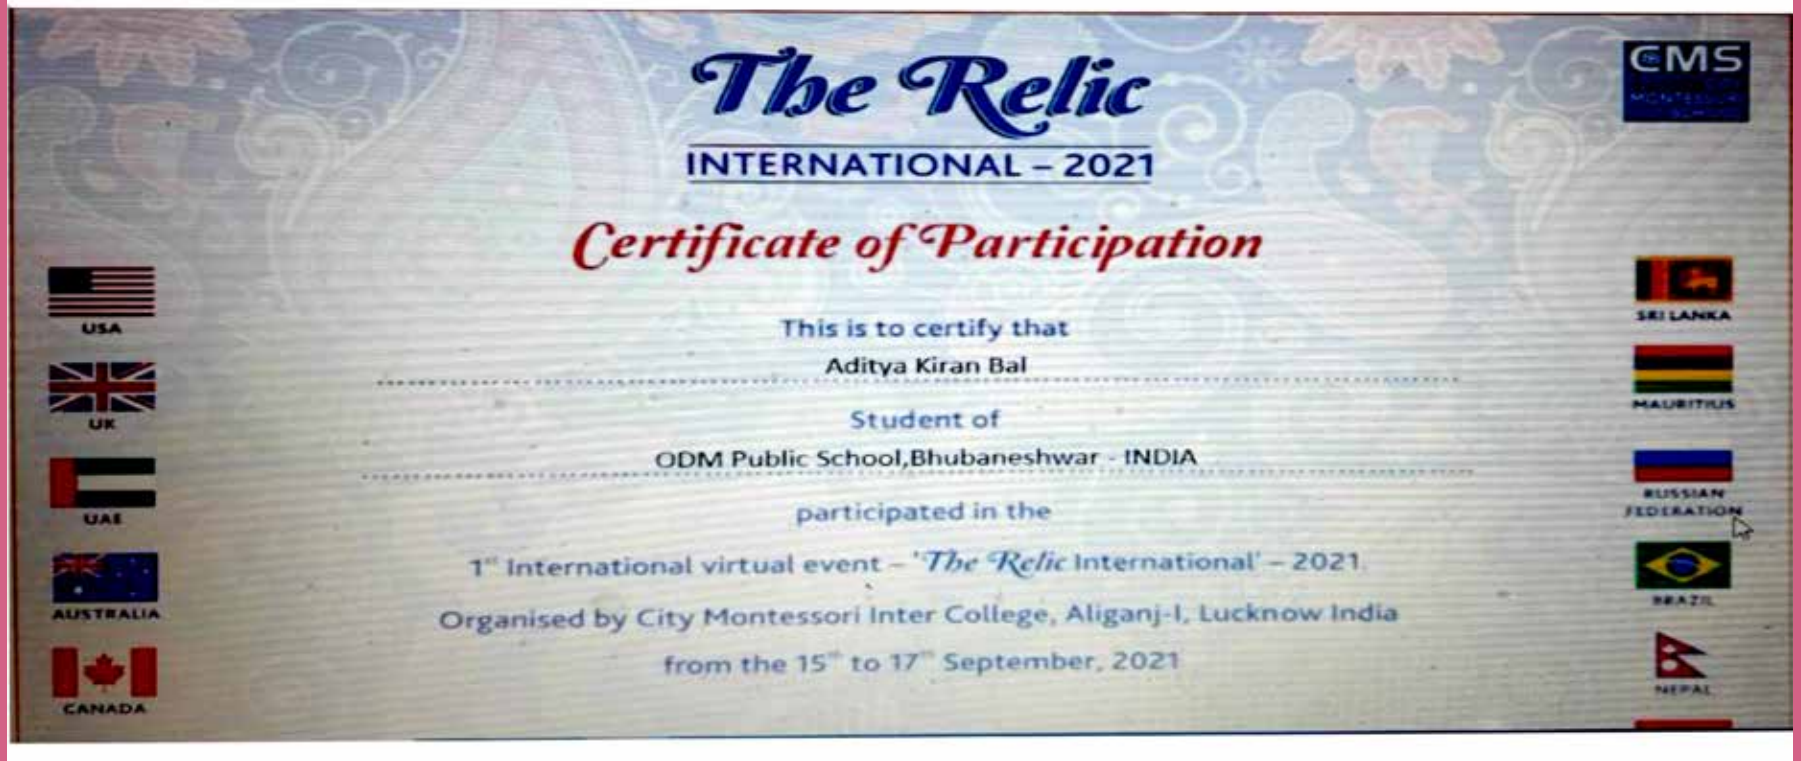 The Relic
INTERNATIONAL – 2021
CMS
MONTESSORI
SCHOOL
Certificate of Participation
This is to certify that
Aditya Kiran Bal
Student of
ODM Public School,Bhubaneshwar - INDIA
participated in the
1st International virtual event – 'The Relic International' – 2021.
Organised by City Montessori Inter College, Aliganj-I, Lucknow India
from the 15th to 17th September, 2021
USA
UK
UAE
AUSTRALIA
CANADA
SRI LANKA
MAURITIUS
RUSSIAN
FEDERATION
BRAZIL
NEPAL